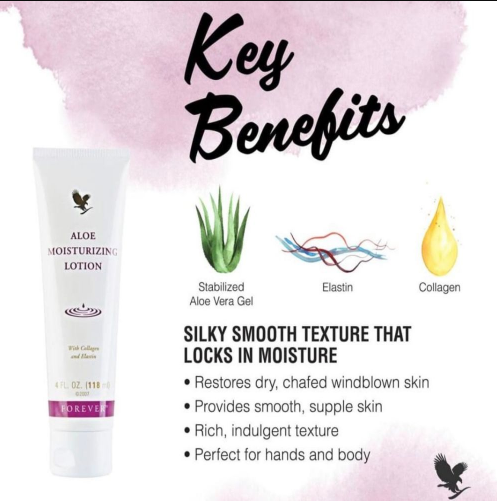 Key
Benefits
ALOE
MOISTURIZING
LOTION
With Collagen
and Elastin
4 FL. OZ. (118
FOREVER
Stabilized
Aloe Vera Gel
Elastin
Collagen
SILKY SMOOTH TEXTURE THAT
LOCKS IN MOISTURE
• Restores dry, chafed windblown skin
• Provides smooth, supple skin
• Rich, indulgent texture
• Perfect for hands and body